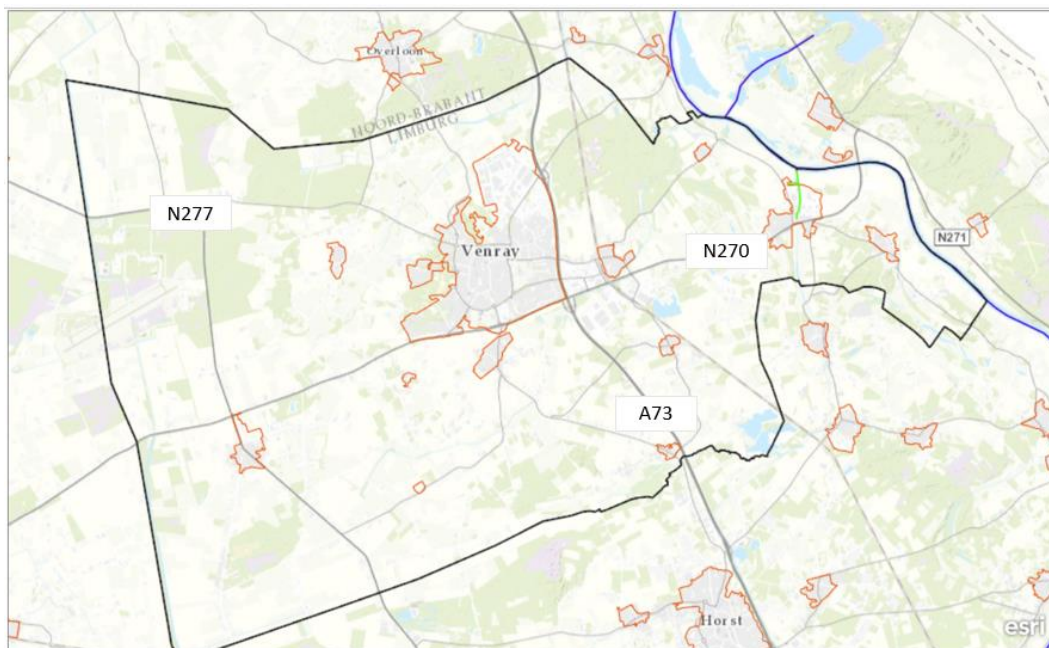 Overloon
NOORD-BRABANT
LIMBURG
N277
Venray
N270
N271
A73
Horst
esri